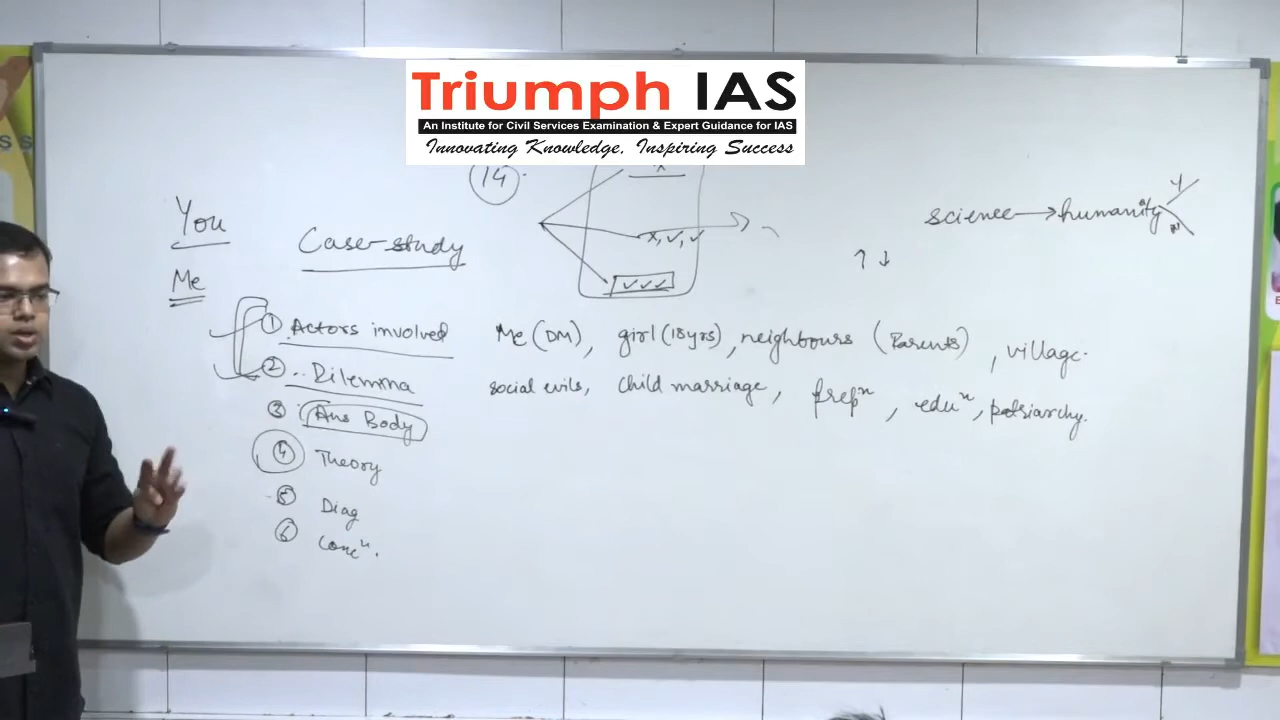 Triumph IAS
An Institute for Civil Services Examination & Expert Guidance for IAS
Innovating Knowledge, Inspiring Success
14
x
You
Case-study
x, ✓, ✓
science → humanity
↑ ↓
Me
✓ ✓ ✓
① Actors involved Me (DM), girl (18yrs), neighbours (Parents), village.
② Dilemma social evils, child marriage, prepⁿ, eduⁿ, patriarchy.
③ Ans Body
④ Theory
⑤ Diag
⑥ Concⁿ.